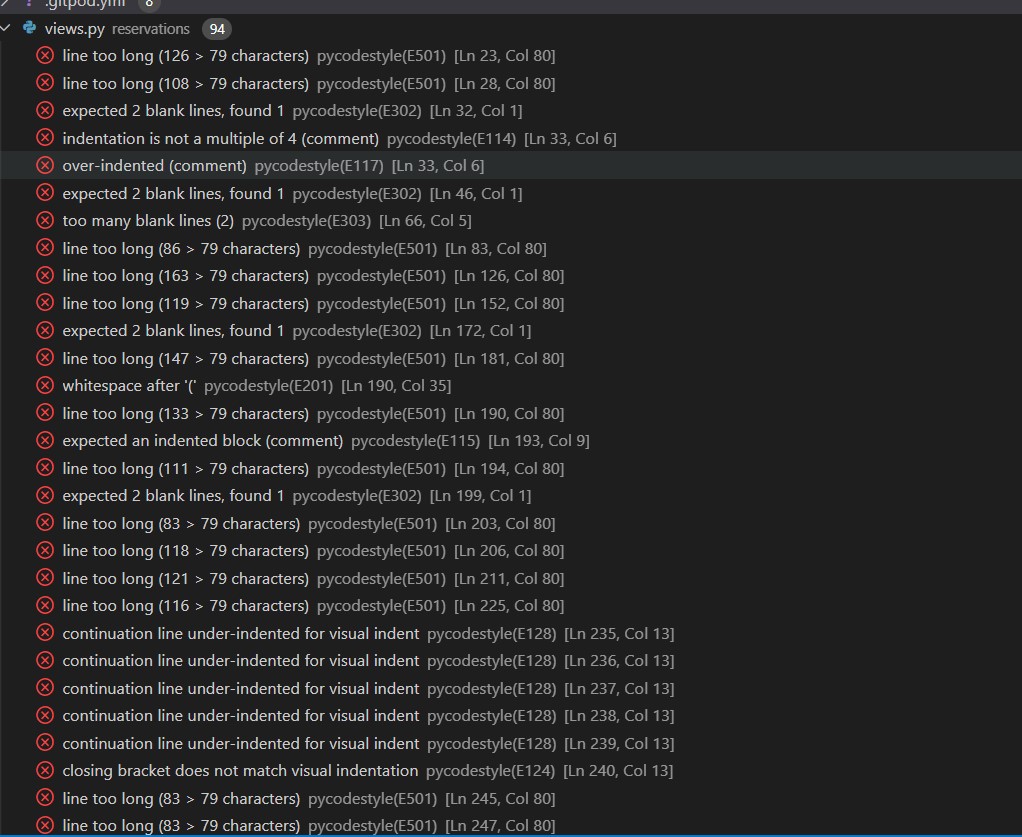 .gitpod.yml 8
views.py reservations 94
line too long (126 > 79 characters) pycodestyle(E501) [Ln 23, Col 80]
line too long (108 > 79 characters) pycodestyle(E501) [Ln 28, Col 80]
expected 2 blank lines, found 1 pycodestyle(E302) [Ln 32, Col 1]
indentation is not a multiple of 4 (comment) pycodestyle(E114) [Ln 33, Col 6]
over-indented (comment) pycodestyle(E117) [Ln 33, Col 6]
expected 2 blank lines, found 1 pycodestyle(E302) [Ln 46, Col 1]
too many blank lines (2) pycodestyle(E303) [Ln 66, Col 5]
line too long (86 > 79 characters) pycodestyle(E501) [Ln 83, Col 80]
line too long (163 > 79 characters) pycodestyle(E501) [Ln 126, Col 80]
line too long (119 > 79 characters) pycodestyle(E501) [Ln 152, Col 80]
expected 2 blank lines, found 1 pycodestyle(E302) [Ln 172, Col 1]
line too long (147 > 79 characters) pycodestyle(E501) [Ln 181, Col 80]
whitespace after '(' pycodestyle(E201) [Ln 190, Col 35]
line too long (133 > 79 characters) pycodestyle(E501) [Ln 190, Col 80]
expected an indented block (comment) pycodestyle(E115) [Ln 193, Col 9]
line too long (111 > 79 characters) pycodestyle(E501) [Ln 194, Col 80]
expected 2 blank lines, found 1 pycodestyle(E302) [Ln 199, Col 1]
line too long (83 > 79 characters) pycodestyle(E501) [Ln 203, Col 80]
line too long (118 > 79 characters) pycodestyle(E501) [Ln 206, Col 80]
line too long (121 > 79 characters) pycodestyle(E501) [Ln 211, Col 80]
line too long (116 > 79 characters) pycodestyle(E501) [Ln 225, Col 80]
continuation line under-indented for visual indent pycodestyle(E128) [Ln 235, Col 13]
continuation line under-indented for visual indent pycodestyle(E128) [Ln 236, Col 13]
continuation line under-indented for visual indent pycodestyle(E128) [Ln 237, Col 13]
continuation line under-indented for visual indent pycodestyle(E128) [Ln 238, Col 13]
continuation line under-indented for visual indent pycodestyle(E128) [Ln 239, Col 13]
closing bracket does not match visual indentation pycodestyle(E124) [Ln 240, Col 13]
line too long (83 > 79 characters) pycodestyle(E501) [Ln 245, Col 80]
line too long (83 > 79 characters) pycodestyle(E501) [Ln 247, Col 80]